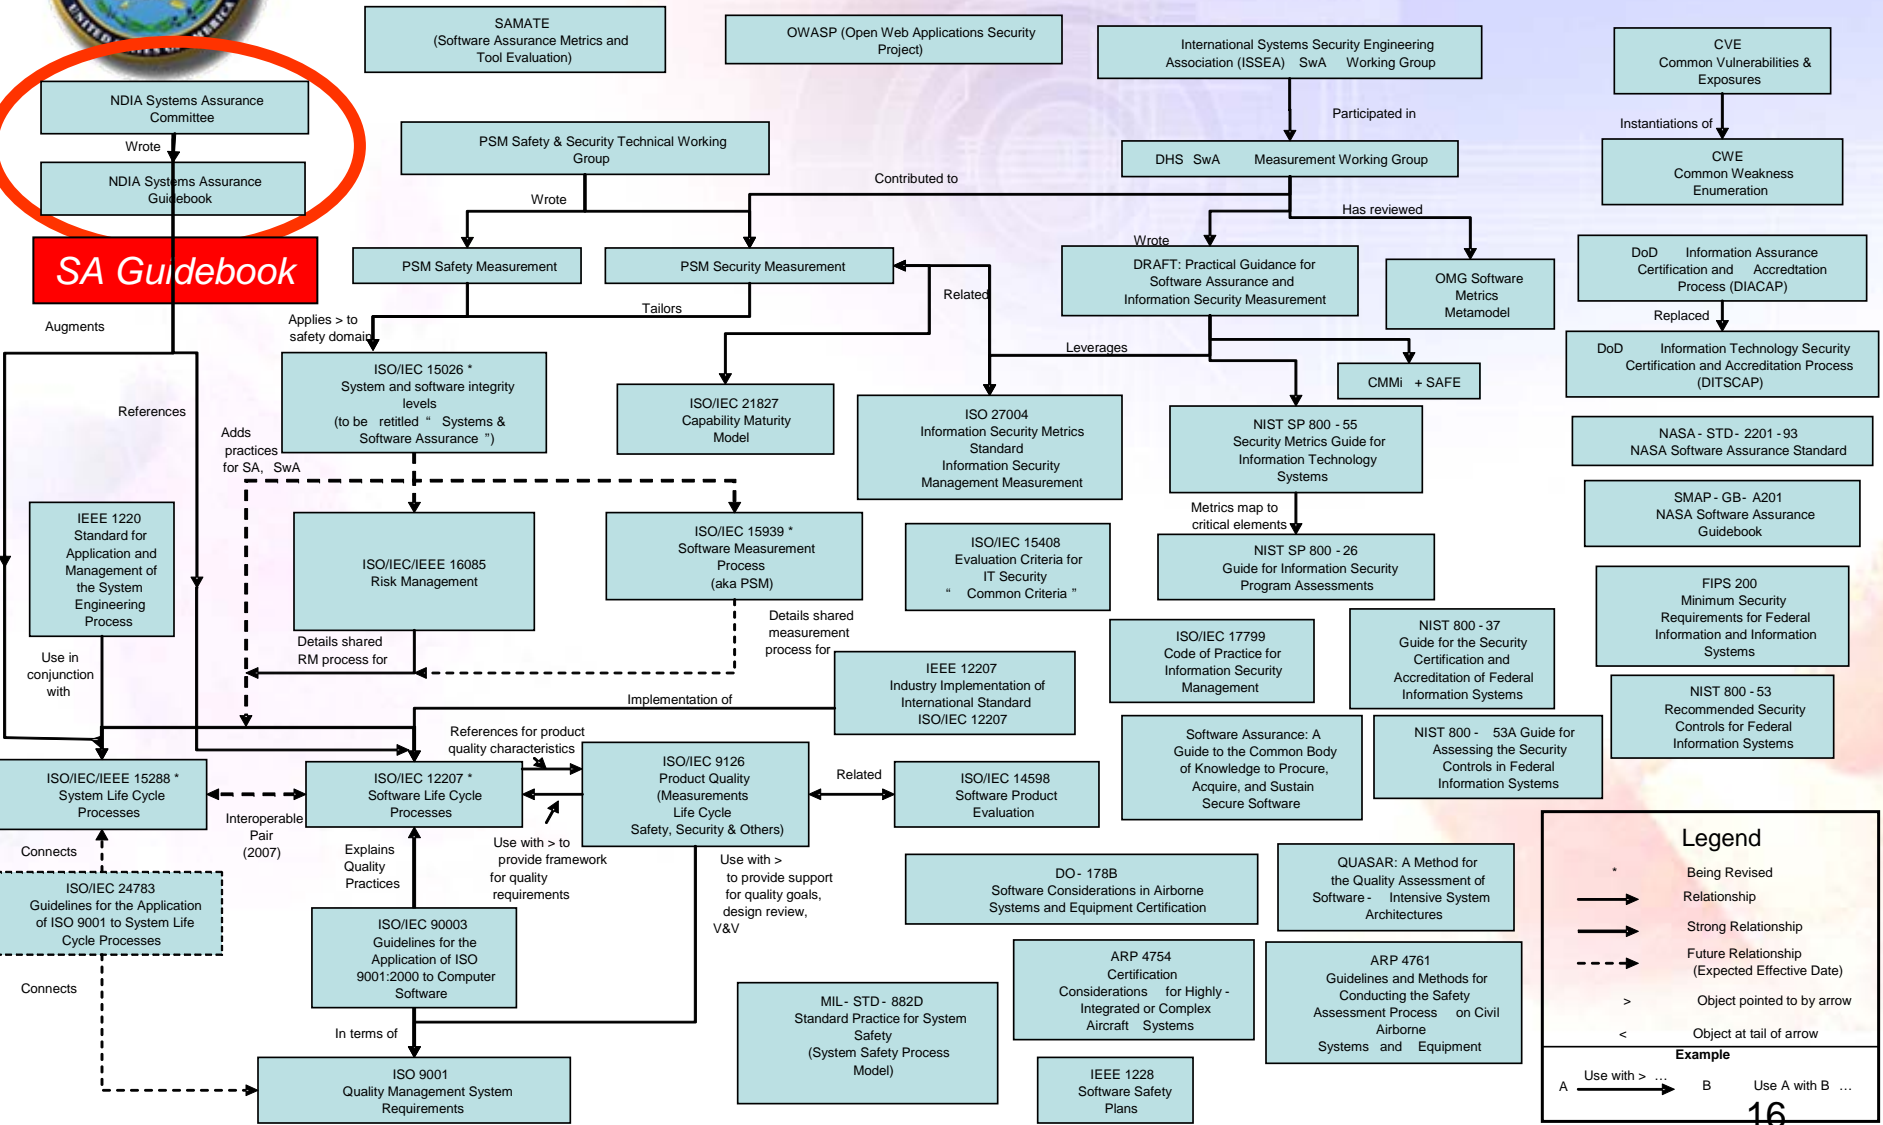 UNITED STATES OF AMERICA
SAMATE
(Software Assurance Metrics and
Tool Evaluation)
OWASP (Open Web Applications Security
Project)
International Systems Security Engineering
Association (ISSEA) SwA Working Group
CVE
Common Vulnerabilities &
Exposures
NDIA Systems Assurance
Committee
Wrote
NDIA Systems Assurance
Guidebook
SA Guidebook
PSM Safety & Security Technical Working
Group
Participated in
DHS SwA Measurement Working Group
Instantiations of
CWE
Common Weakness
Enumeration
Contributed to
Wrote
Has reviewed
Wrote
PSM Safety Measurement
PSM Security Measurement
DRAFT: Practical Guidance for
Software Assurance and
Information Security Measurement
OMG Software
Metrics
Metamodel
DoD Information Assurance
Certification and Accredtation
Process (DIACAP)
Replaced
DoD Information Technology Security
Certification and Accreditation Process
(DITSCAP)
Augments
Applies > to
safety domain
Tailors
Related
Leverages
CMMi + SAFE
References
ISO/IEC 15026 *
System and software integrity
levels
(to be retitled “ Systems &
Software Assurance ”)
ISO/IEC 21827
Capability Maturity
Model
ISO 27004
Information Security Metrics
Standard
Information Security
Management Measurement
NIST SP 800 - 55
Security Metrics Guide for
Information Technology
Systems
NASA - STD - 2201 - 93
NASA Software Assurance Standard
Adds
practices
for SA, SwA
Metrics map to
critical elements
SMAP - GB - A201
NASA Software Assurance
Guidebook
IEEE 1220
Standard for
Application and
Management of
the System
Engineering
Process
ISO/IEC/IEEE 16085
Risk Management
ISO/IEC 15939 *
Software Measurement
Process
(aka PSM)
ISO/IEC 15408
Evaluation Criteria for
IT Security
“ Common Criteria ”
NIST SP 800 - 26
Guide for Information Security
Program Assessments
FIPS 200
Minimum Security
Requirements for Federal
Information and Information
Systems
Use in
conjunction
with
Details shared
RM process for
Details shared
measurement
process for
ISO/IEC 17799
Code of Practice for
Information Security
Management
NIST 800 - 37
Guide for the Security
Certification and
Accreditation of Federal
Information Systems
IEEE 12207
Industry Implementation of
International Standard
ISO/IEC 12207
Implementation of
NIST 800 - 53
Recommended Security
Controls for Federal
Information Systems
References for product
quality characteristics
Software Assurance: A
Guide to the Common Body
of Knowledge to Procure,
Acquire, and Sustain
Secure Software
NIST 800 - 53A Guide for
Assessing the Security
Controls in Federal
Information Systems
ISO/IEC/IEEE 15288 *
System Life Cycle
Processes
ISO/IEC 12207 *
Software Life Cycle
Processes
ISO/IEC 9126
Product Quality
(Measurements
Life Cycle
Safety, Security & Others)
Related
ISO/IEC 14598
Software Product
Evaluation
Interoperable
Pair
(2007)
Connects
Explains
Quality
Practices
Use with > to
provide framework
for quality
requirements
Use with >
to provide support
for quality goals,
design review,
V&V
ISO/IEC 24783
Guidelines for the Application
of ISO 9001 to System Life
Cycle Processes
DO - 178B
Software Considerations in Airborne
Systems and Equipment Certification
QUASAR: A Method for
the Quality Assessment of
Software - Intensive System
Architectures
ISO/IEC 90003
Guidelines for the
Application of ISO
9001:2000 to Computer
Software
Connects
In terms of
MIL - STD - 882D
Standard Practice for System
Safety
(System Safety Process
Model)
ARP 4754
Certification
Considerations for Highly -
Integrated or Complex
Aircraft Systems
ARP 4761
Guidelines and Methods for
Conducting the Safety
Assessment Process on Civil
Airborne
Systems and Equipment
ISO 9001
Quality Management System
Requirements
IEEE 1228
Software Safety
Plans
Legend
* Being Revised
Relationship
Strong Relationship
Future Relationship
(Expected Effective Date)
> Object pointed to by arrow
< Object at tail of arrow
Example
A Use with > … B Use A with B …
16